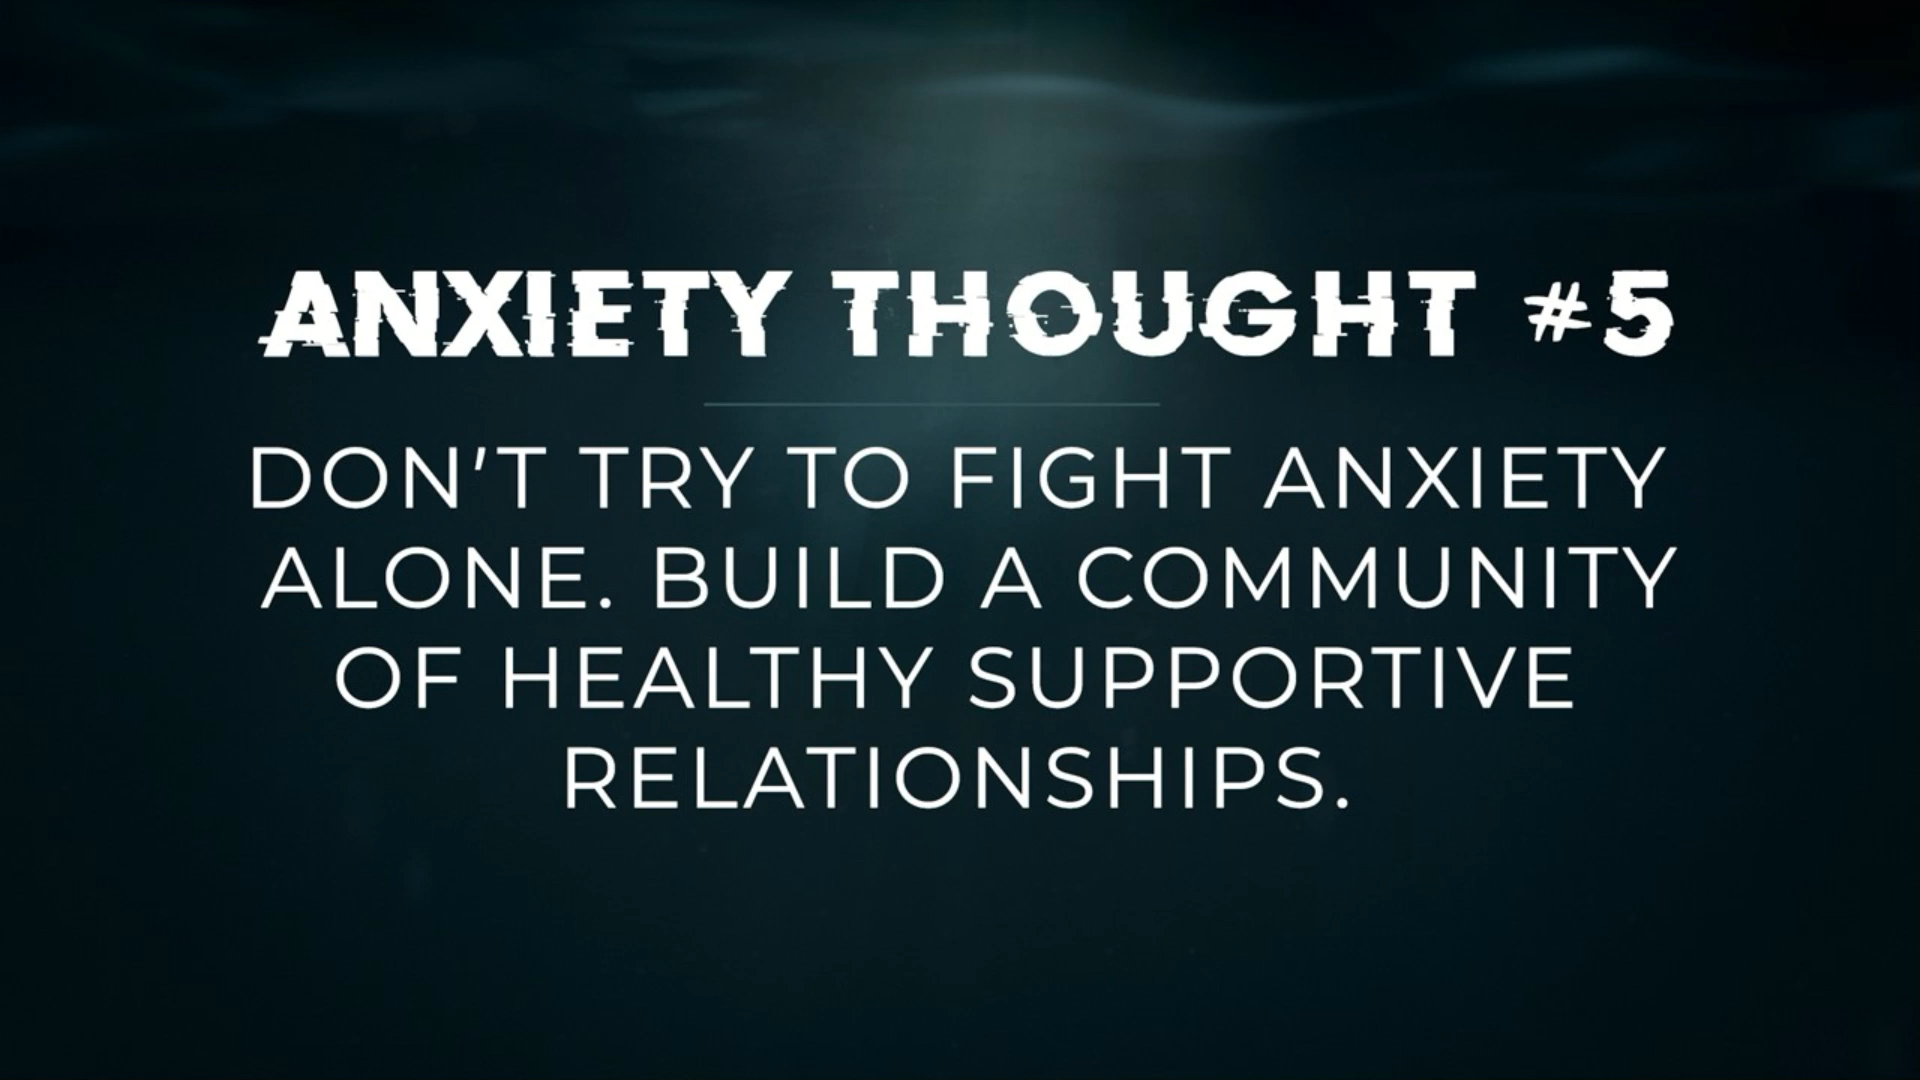 ANXIETY THOUGHT #5
DON'T TRY TO FIGHT ANXIETY
ALONE. BUILD A COMMUNITY
OF HEALTHY SUPPORTIVE
RELATIONSHIPS.